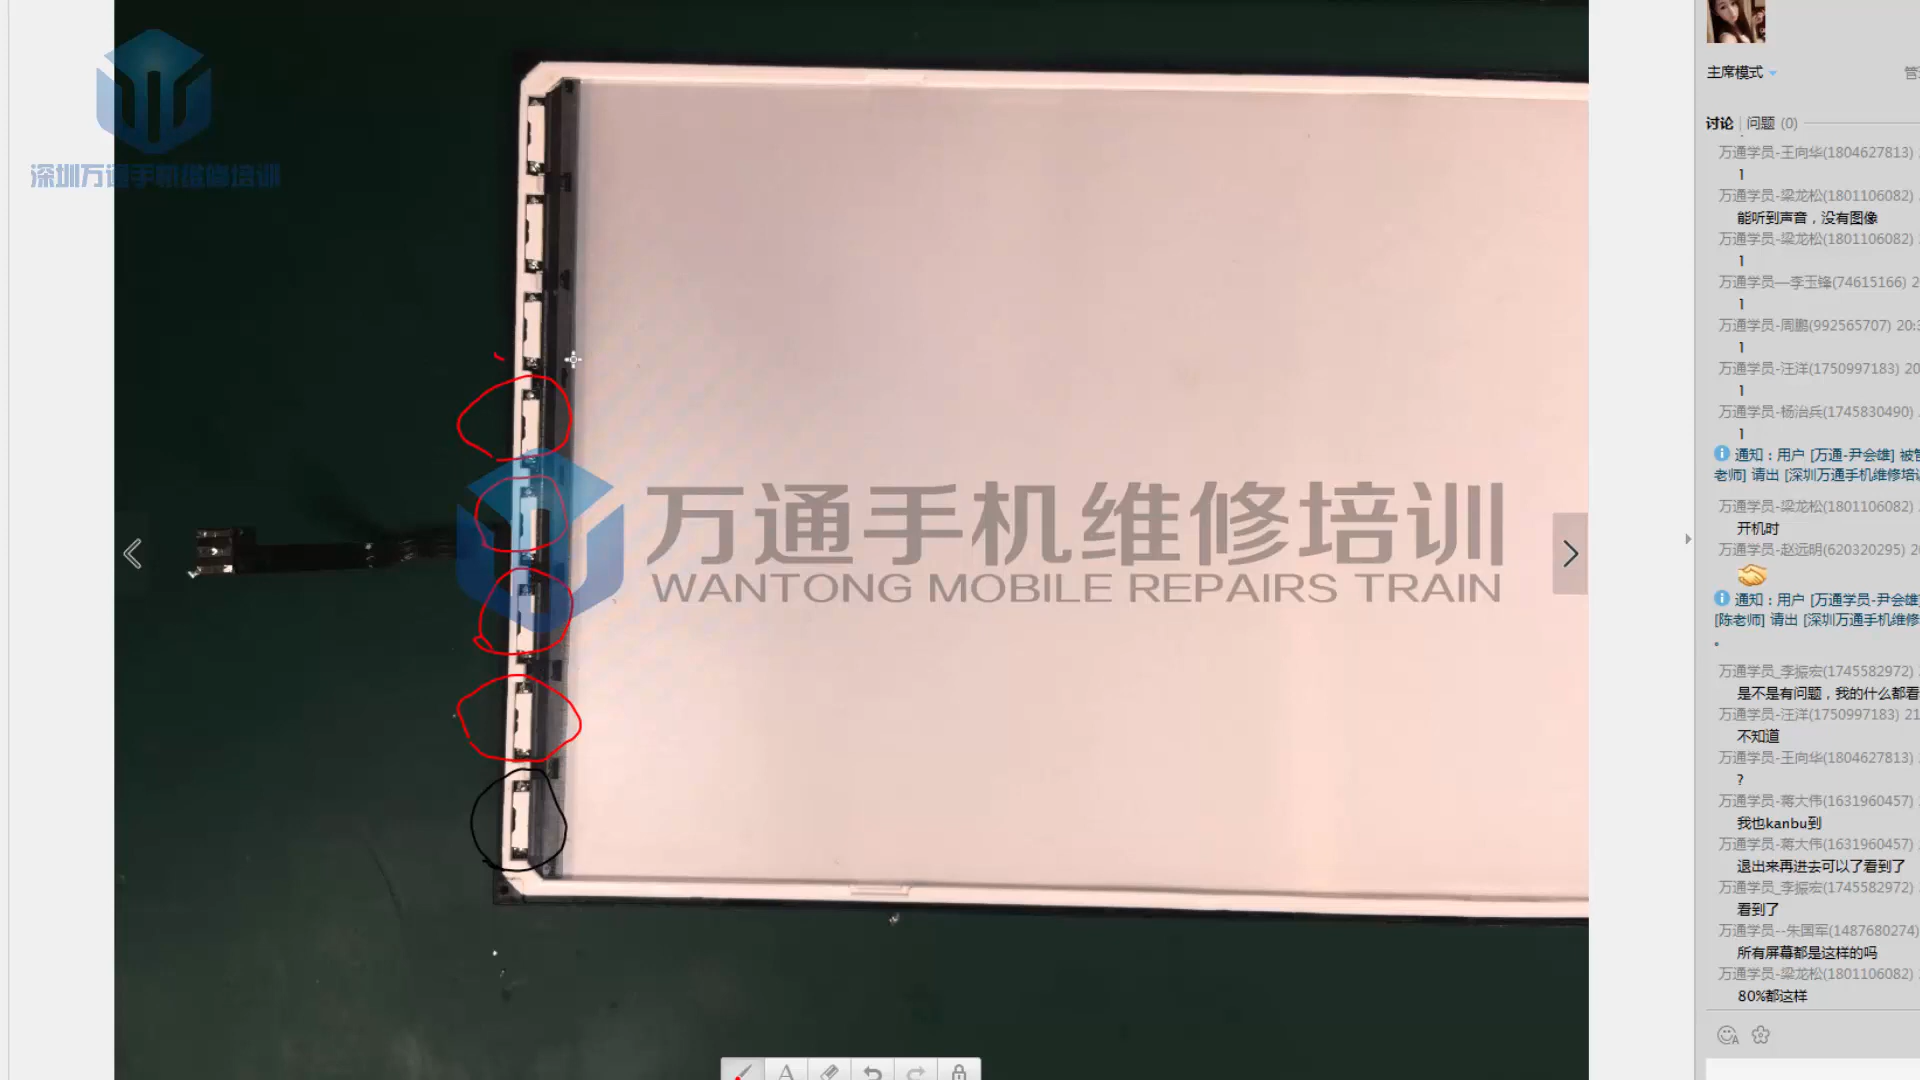 深圳万通手机维修培训
万通手机维修培训
WANTONG MOBILE REPAIRS TRAIN
主席模式
讨论 问题 (0)
万通学员-王向华(1804627813)
1
万通学员-梁龙松(1801106082)
能听到声音，没有图像
万通学员-梁龙松(1801106082)
1
万通学员—李玉锋(74615166) 2
1
万通学员-周鹏(992565707) 20:
1
万通学员-汪洋(1750997183) 20
1
万通学员-杨治兵(1745830490)
1
通知：用户 [万通-尹会雄] 被管
老师] 请出 [深圳万通手机维修培训
万通学员-梁龙松(1801106082)
开机时
万通学员-赵远明(620320295) 20
通知：用户 [万通学员-尹会雄]
[陈老师] 请出 [深圳万通手机维修
。
万通学员_李振宏(1745582972)
是不是有问题，我的什么都看
万通学员-汪洋(1750997183) 21
不知道
万通学员-王向华(1804627813)
?
万通学员-蒋大伟(1631960457)
我也kanbu到
万通学员-蒋大伟(1631960457)
退出来再进去可以了看到了
万通学员_李振宏(1745582972)
看到了
万通学员--朱国军(1487680274)
所有屏幕都是这样的吗
万通学员-梁龙松(1801106082)
80%都这样